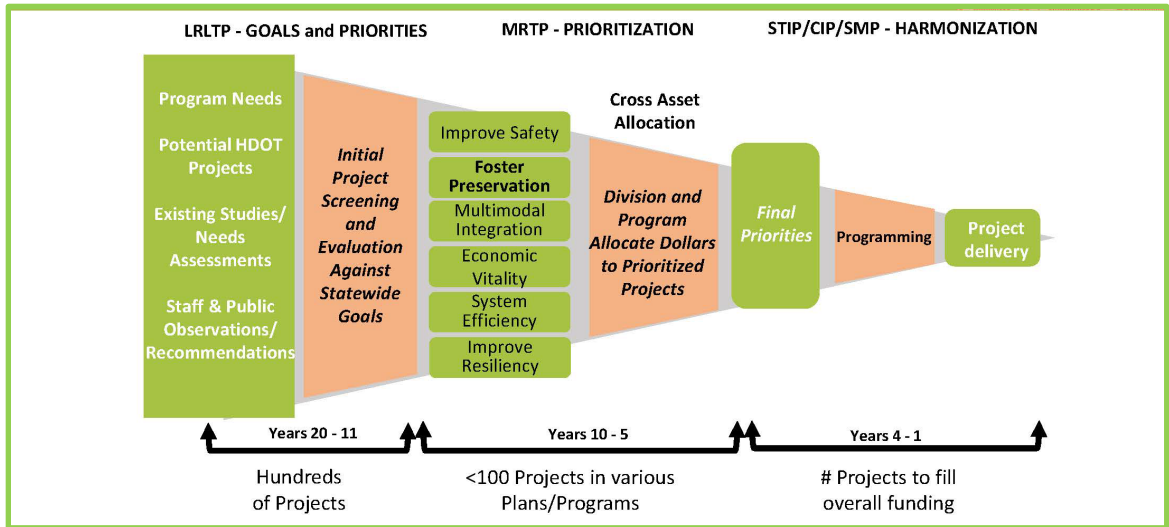 LRLTP - GOALS and PRIORITIES
MRTP - PRIORITIZATION
STIP/CIP/SMP - HARMONIZATION
Program Needs
Potential HDOT
Projects
Existing Studies/
Needs
Assessments
Staff & Public
Observations/
Recommendations
Initial
Project
Screening
and
Evaluation
Against
Statewide
Goals
Improve Safety
Foster
Preservation
Multimodal
Integration
Economic
Vitality
System
Efficiency
Improve
Resiliency
Cross Asset
Allocation
Division and
Program
Allocate Dollars
to Prioritized
Projects
Final
Priorities
Programming
Project
delivery
Years 20 - 11
Years 10 - 5
Years 4 - 1
Hundreds
of Projects
<100 Projects in various
Plans/Programs
# Projects to fill
overall funding